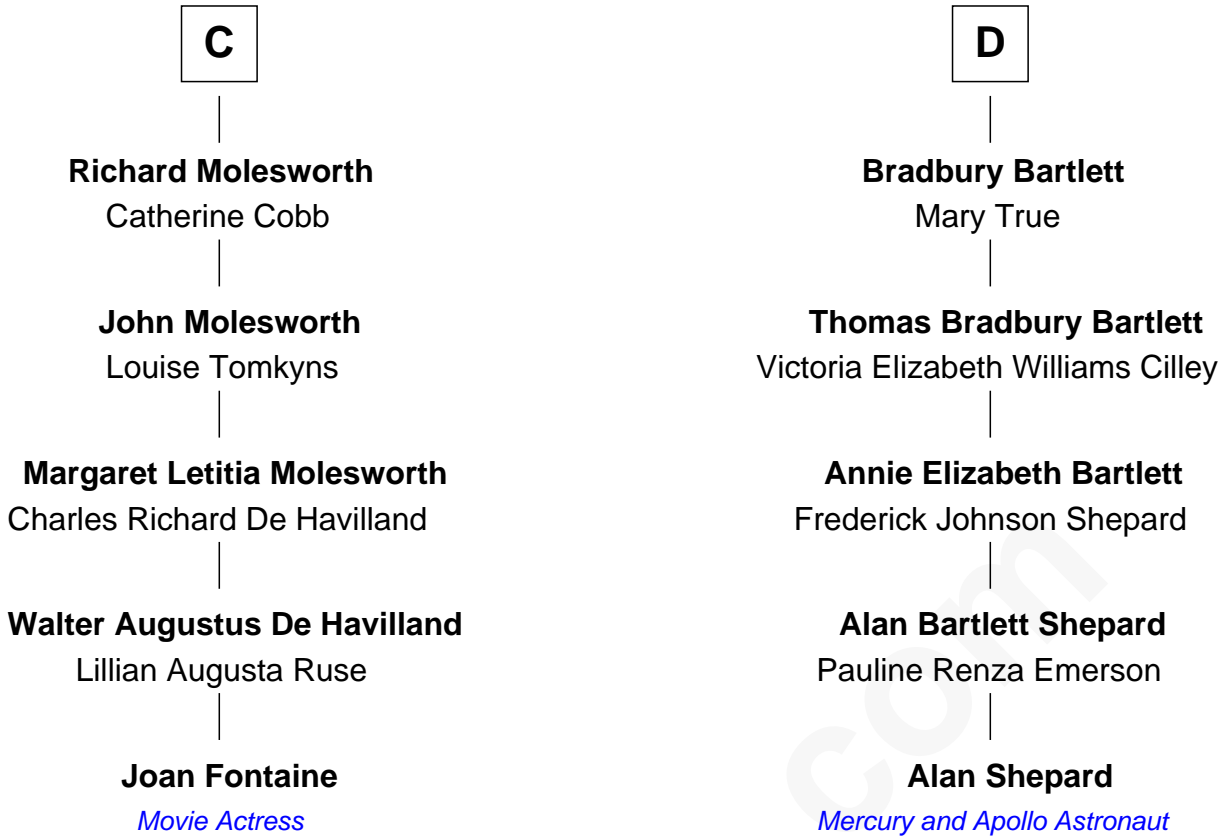 C
Richard Molesworth
Catherine Cobb
John Molesworth
Louise Tomkyns
Margaret Letitia Molesworth
Charles Richard De Havilland
Walter Augustus De Havilland
Lillian Augusta Ruse
Joan Fontaine
Movie Actress
D
Bradbury Bartlett
Mary True
Thomas Bradbury Bartlett
Victoria Elizabeth Williams Cilley
Annie Elizabeth Bartlett
Frederick Johnson Shepard
Alan Bartlett Shepard
Pauline Renza Emerson
Alan Shepard
Mercury and Apollo Astronaut
com